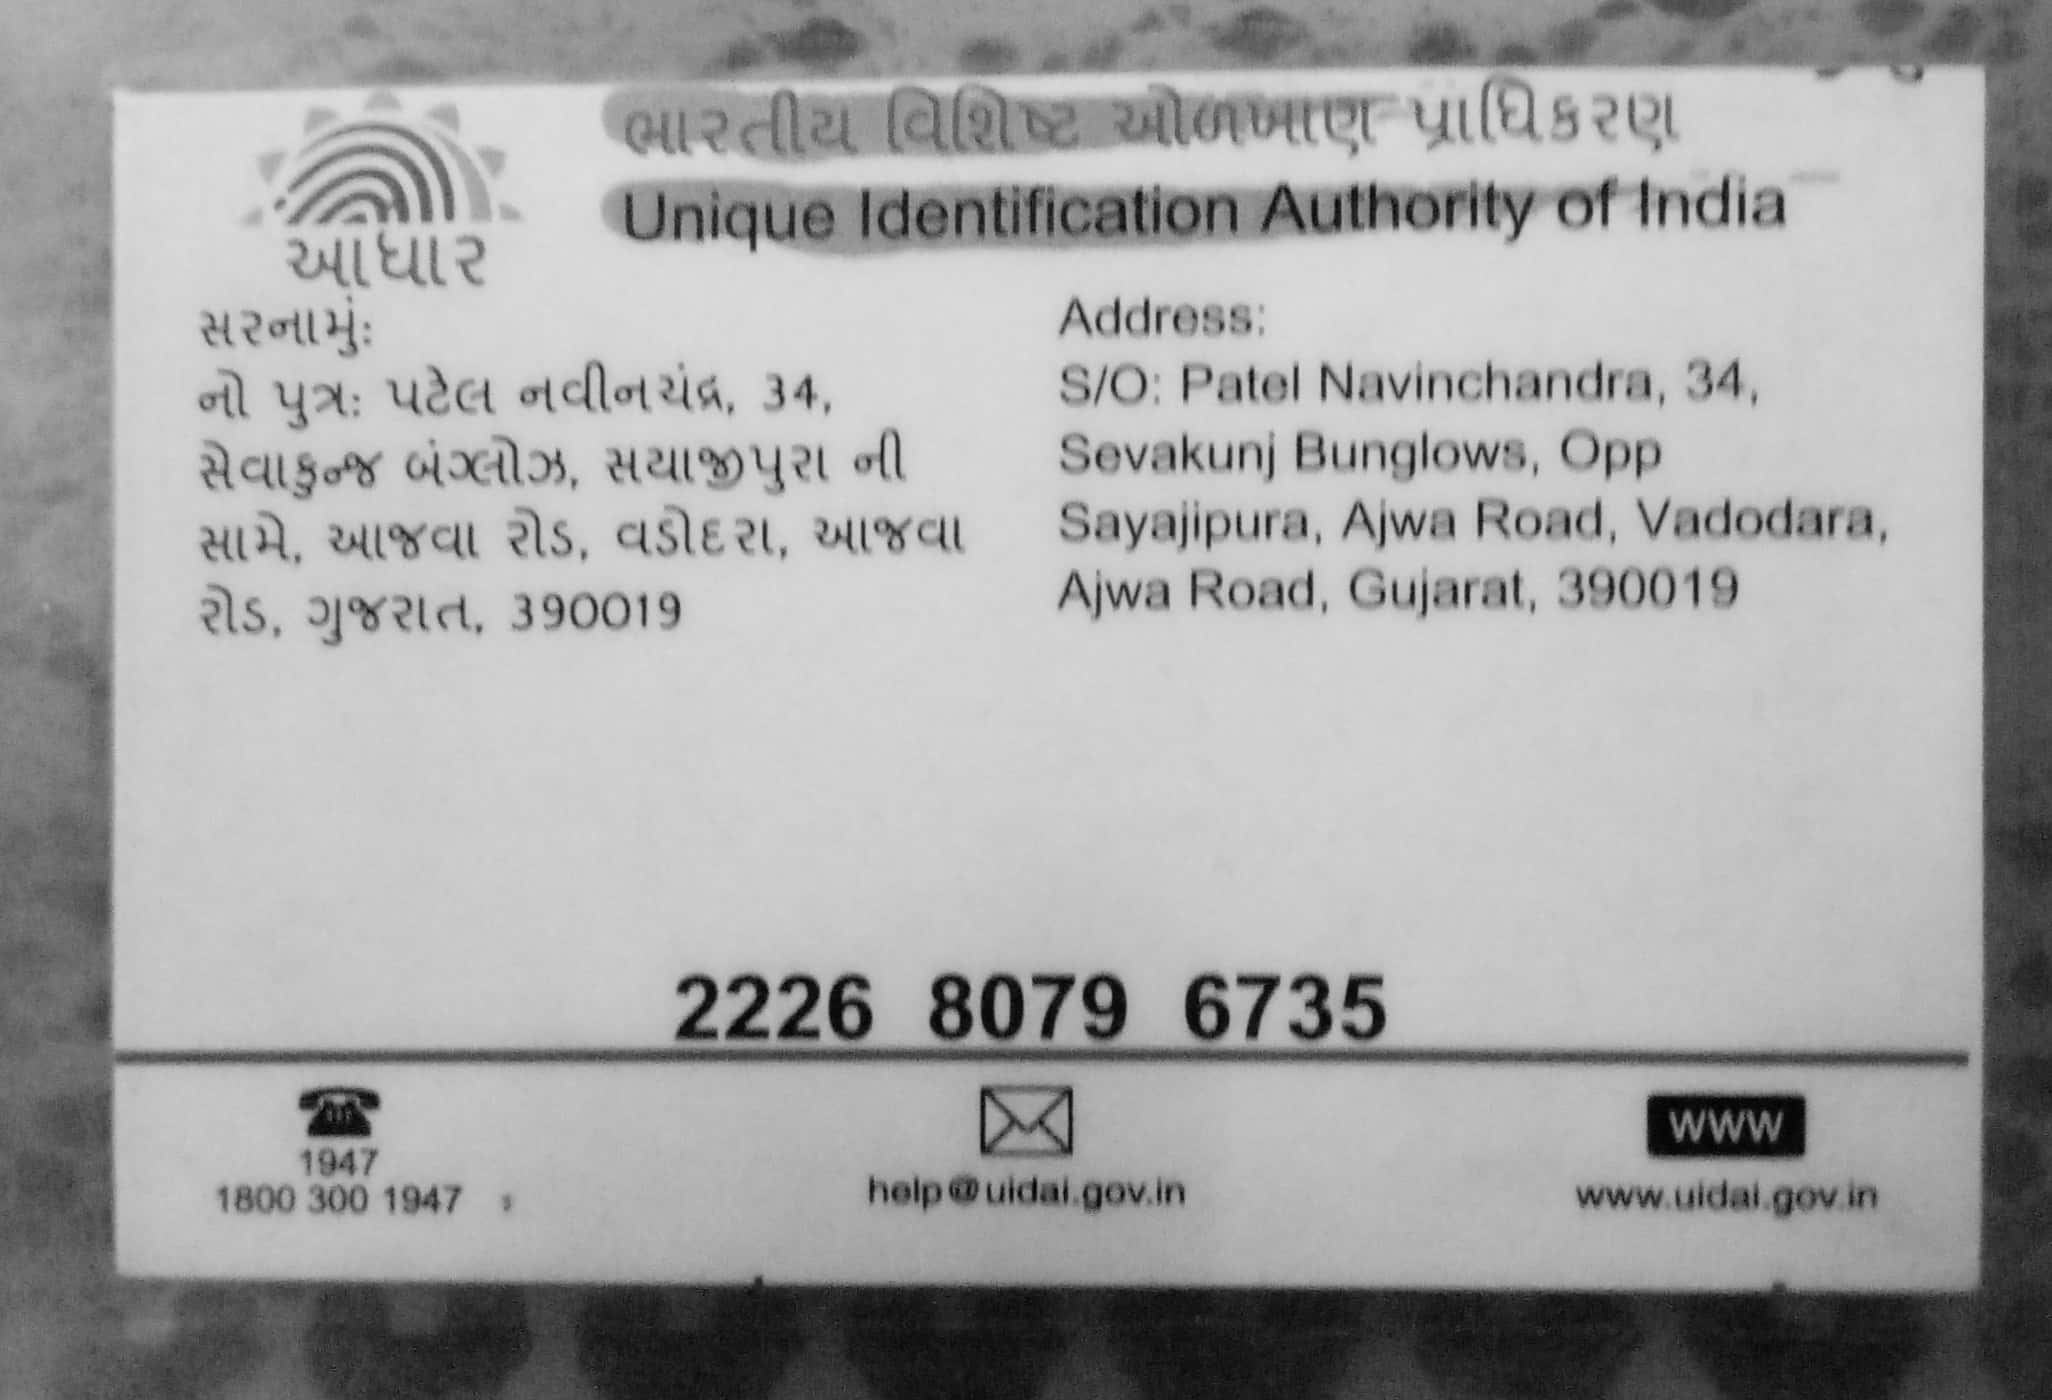 ભારતીય વિશિષ્ટ ઓળખાણ પ્રાધિકરણ
Unique Identification Authority of India
આધાર
સરનામું:
નો પુત્ર: પટેલ નવીનચંદ્ર, 34,
સેવાકુન્જ બંગ્લોઝ, સયાજીપુરા ની
સામે, આજવા રોડ, વડોદરા, આજવા
રોડ, ગુજરાત, 390019
Address:
S/O: Patel Navinchandra, 34,
Sevakunj Bunglows, Opp
Sayajipura, Ajwa Road, Vadodara,
Ajwa Road, Gujarat, 390019
2226 8079 6735
1947
1800 300 1947
help@uidai.gov.in
WWW
www.uidai.gov.in